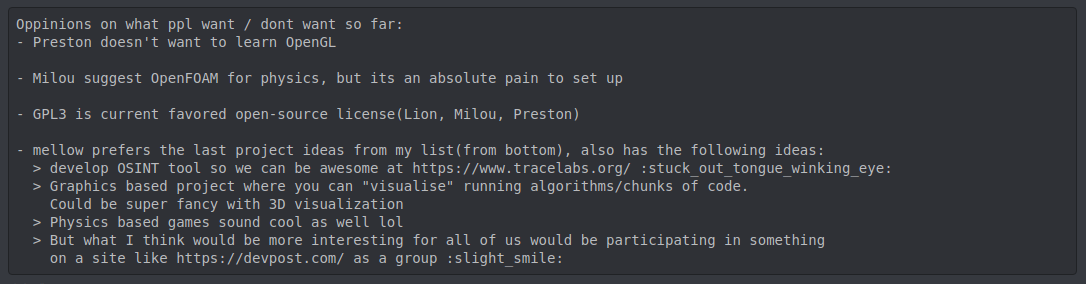 Oppinions on what ppl want / dont want so far:
- Preston doesn't want to learn OpenGL
- Milou suggest OpenFOAM for physics, but its an absolute pain to set up
- GPL3 is current favored open-source license(Lion, Milou, Preston)
- mellow prefers the last project ideas from my list(from bottom), also has the following ideas:
> develop OSINT tool so we can be awesome at https://www.tracelabs.org/ :stuck_out_tongue_winking_eye:
> Graphics based project where you can "visualise" running algorithms/chunks of code.
Could be super fancy with 3D visualization
> Physics based games sound cool as well lol
> But what I think would be more interesting for all of us would be participating in something
on a site like https://devpost.com/ as a group :slight_smile: